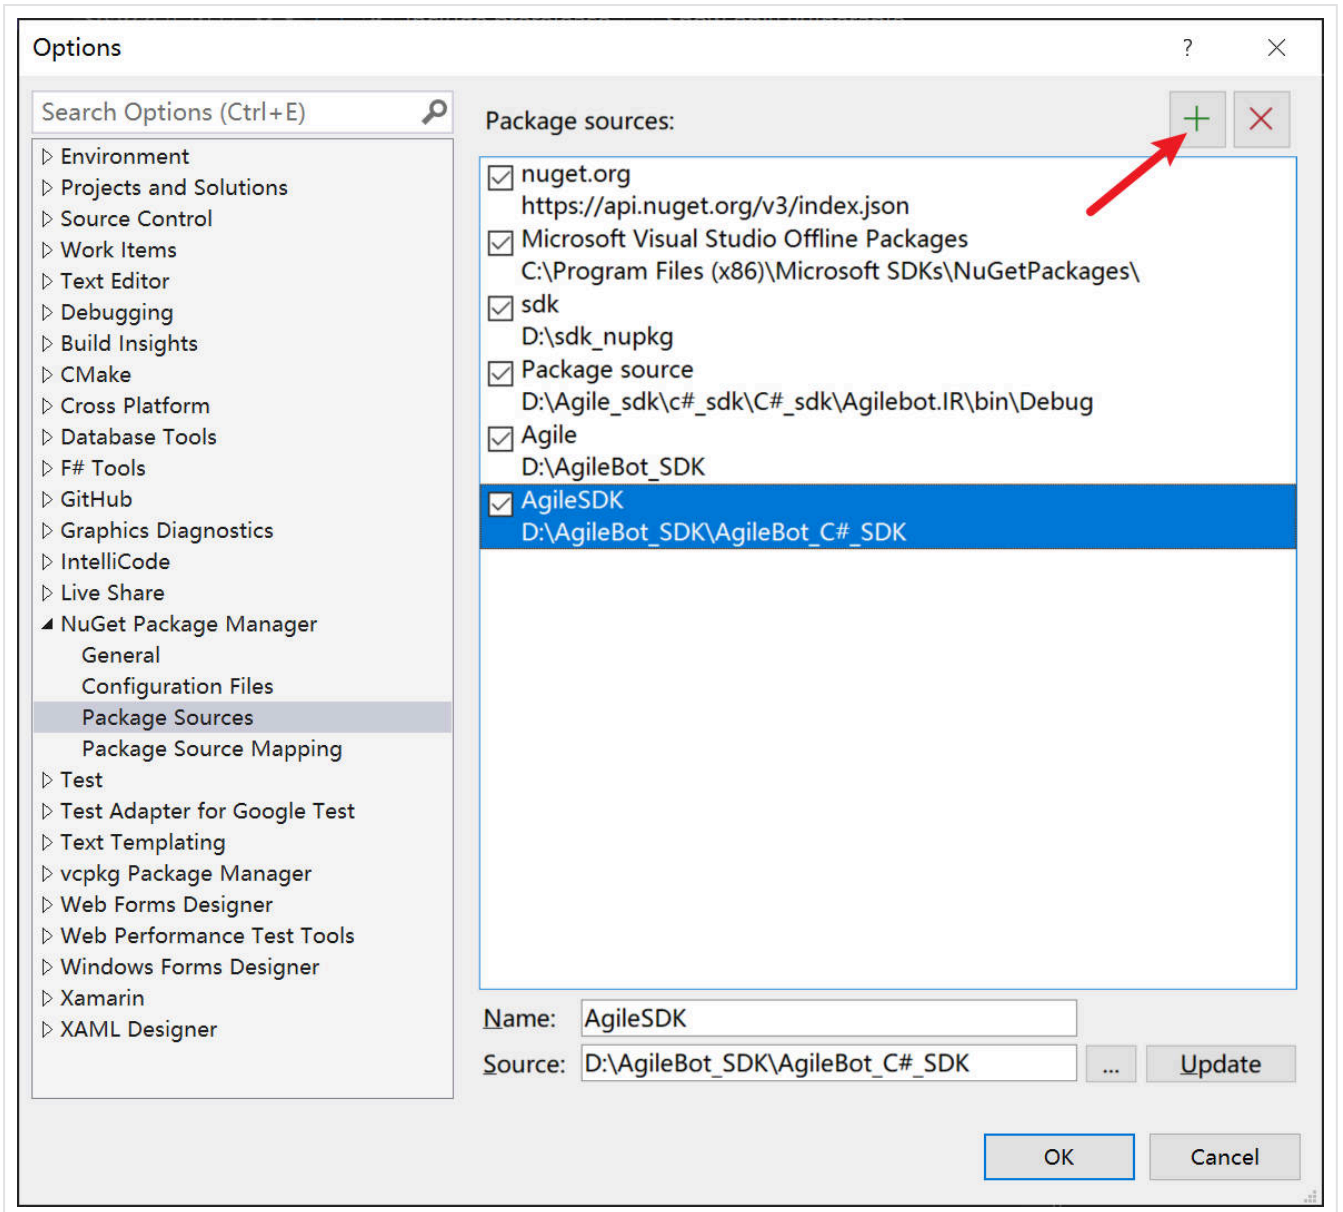 Options
?
Search Options (Ctrl+E)
Environment
Projects and Solutions
Source Control
Work Items
Text Editor
Debugging
Build Insights
CMake
Cross Platform
Database Tools
F# Tools
GitHub
Graphics Diagnostics
IntelliCode
Live Share
NuGet Package Manager
General
Configuration Files
Package Sources
Package Source Mapping
Test
Test Adapter for Google Test
Text Templating
vcpkg Package Manager
Web Forms Designer
Web Performance Test Tools
Windows Forms Designer
Xamarin
XAML Designer
Package sources:
nuget.org
https://api.nuget.org/v3/index.json
Microsoft Visual Studio Offline Packages
C:\Program Files (x86)\Microsoft SDKs\NuGetPackages\
sdk
D:\sdk_nupkg
Package source
D:\Agile_sdk\c#_sdk\C#_sdk\Agilebot.IR\bin\Debug
Agile
D:\AgileBot_SDK
AgileSDK
D:\AgileBot_SDK\AgileBot_C#_SDK
Name: AgileSDK
Source: D:\AgileBot_SDK\AgileBot_C#_SDK ... Update
OK Cancel